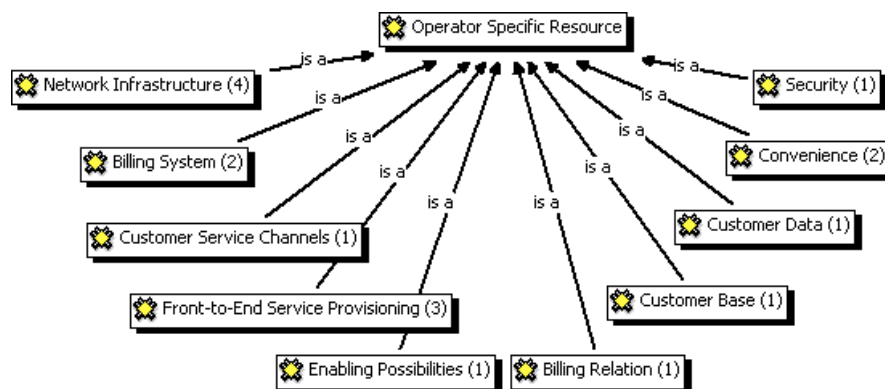 Operator Specific Resource
is a
is a
Network Infrastructure (4)
Security (1)
is a
is a
Billing System (2)
Convenience (2)
is a
is a
Customer Service Channels (1)
Customer Data (1)
is a
is a
Front-to-End Service Provisioning (3)
Customer Base (1)
is a
is a
Enabling Possibilities (1)
Billing Relation (1)